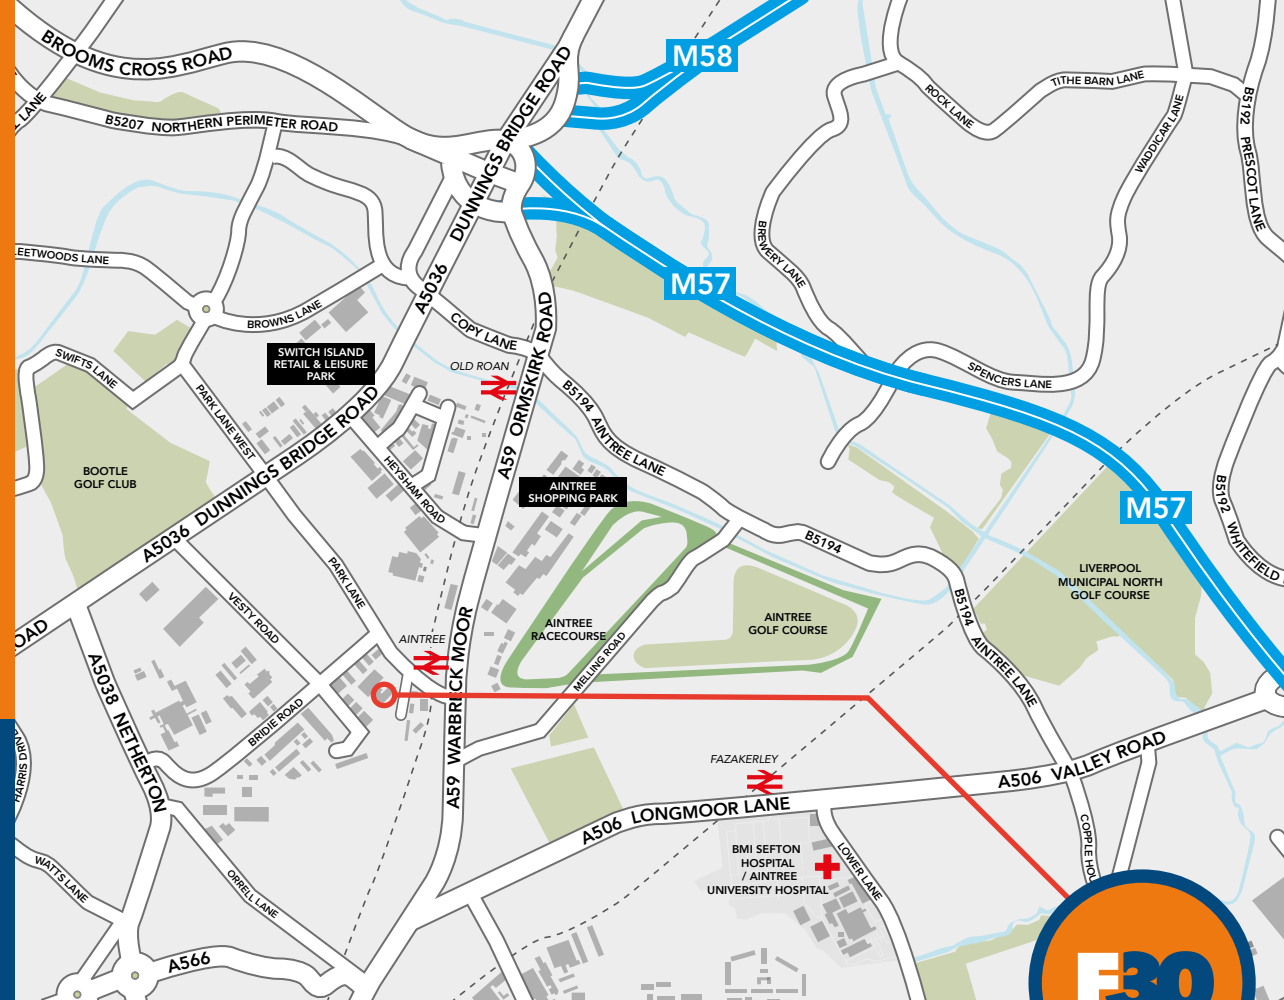 BROOMS CROSS ROAD
LANE
B5207 NORTHERN PERIMETER ROAD
DUNNINGS BRIDGE ROAD
A5036
M58
ROCK LANE
TITHE BARN LANE
B5192 PRESCOT LANE
WADDICAR LANE
BREWERY LANE
M57
LEETWOODS LANE
BROWNS LANE
COPY LANE
A59 ORMSKIRK ROAD
SWITCH ISLAND
RETAIL & LEISURE
PARK
OLD ROAN
SWIFTS LANE
PARK LANE WEST
SPENCERS LANE
B5194 AINTREE LANE
BOOTLE
GOLF CLUB
A5036 DUNNINGS BRIDGE ROAD
HEYSHAM ROAD
AINTREE
SHOPPING PARK
B5192 WHITEFIELD
M57
B5194
LIVERPOOL
MUNICIPAL NORTH
GOLF COURSE
PARK LANE
VESTY ROAD
AINTREE
AINTREE
RACECOURSE
AINTREE
GOLF COURSE
MELLING ROAD
B5194 AINTREE LANE
ROAD
A5038 NETHERTON
BRIDIE ROAD
A59 WARBRECK MOOR
HARRIS DRIVE
FAZAKERLEY
A506 LONGMOOR LANE
A506 VALLEY ROAD
COPPLE HOU
BMI SEFTON
HOSPITAL
/ AINTREE
UNIVERSITY HOSPITAL
LOWER LANE
WATTS LANE
ORRELL LANE
A566
E30